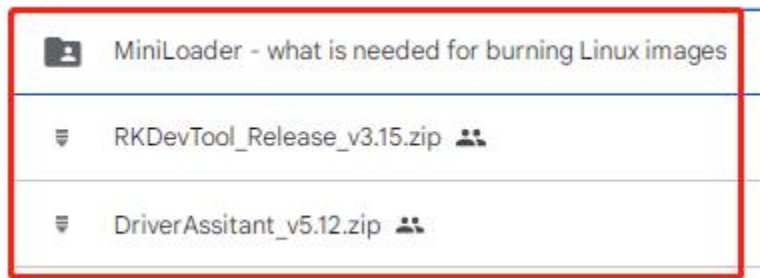 MiniLoader - what is needed for burning Linux images
RKDevTool_Release_v3.15.zip
DriverAssitant_v5.12.zip